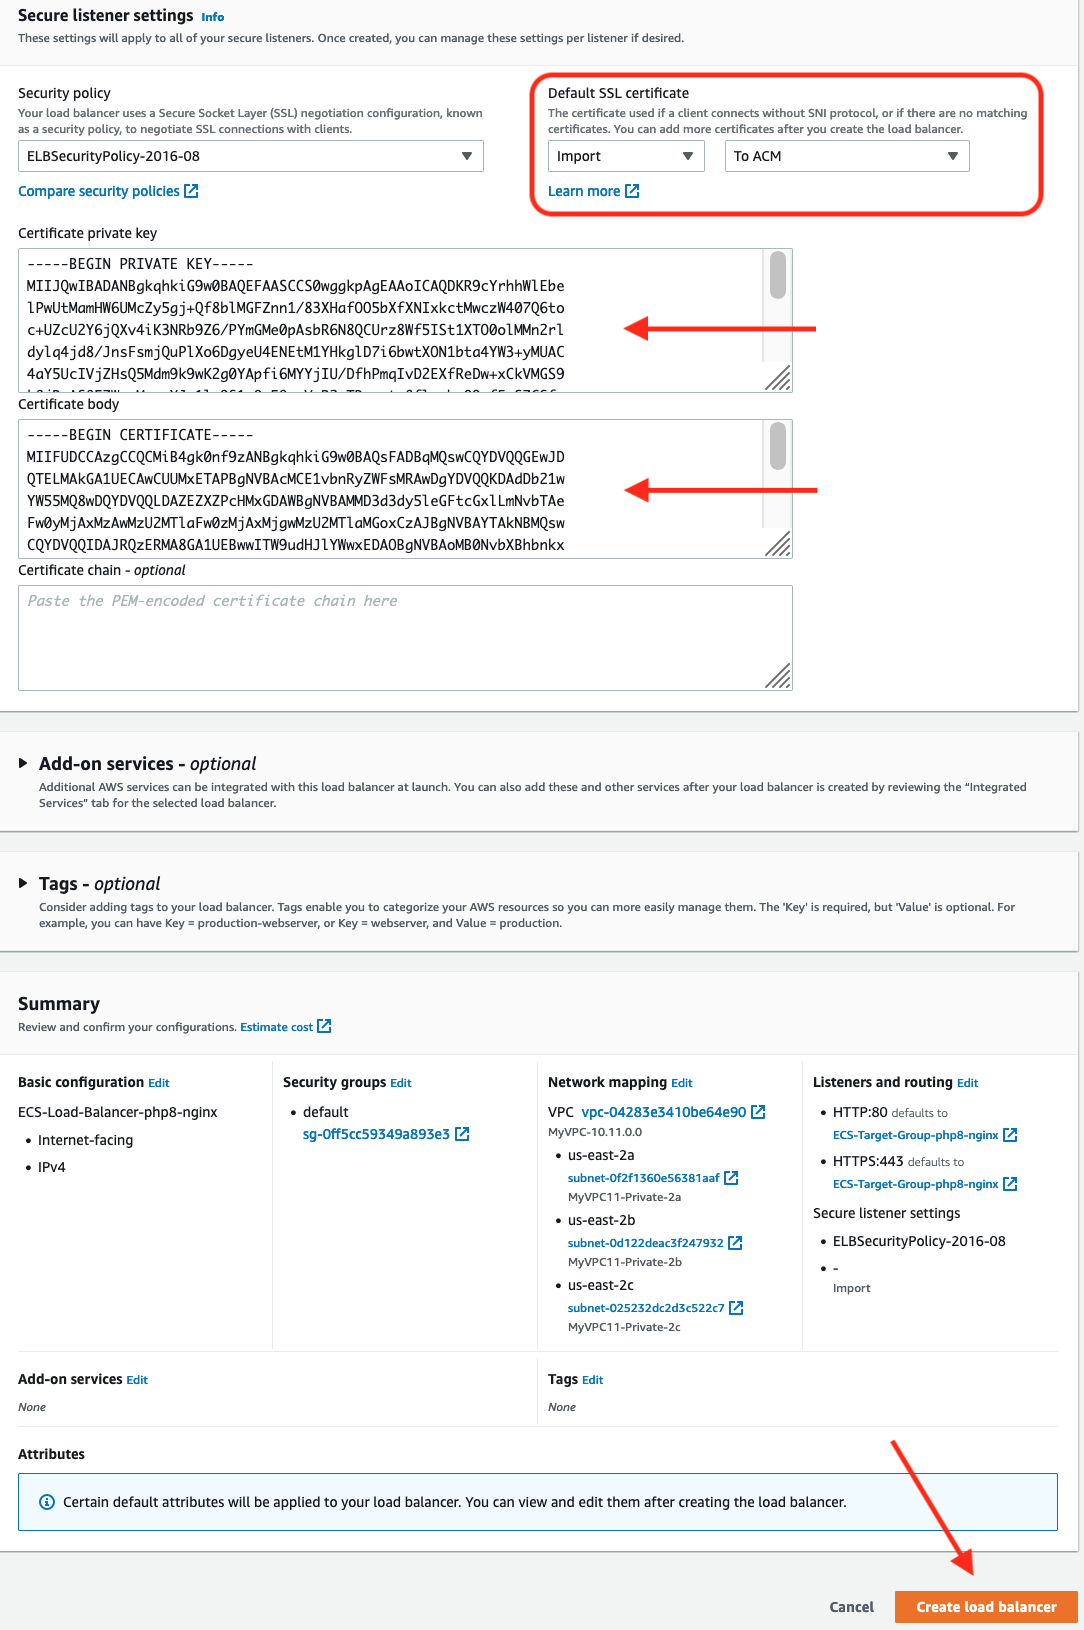 Secure listener settings Info
These settings will apply to all of your secure listeners. Once created, you can manage these settings per listener if desired.
Security policy
Your load balancer uses a Secure Socket Layer (SSL) negotiation configuration, known
as a security policy, to negotiate SSL connections with clients.
ELBSecurityPolicy-2016-08
Compare security policies
Default SSL certificate
The certificate used if a client connects without SNI protocol, or if there are no matching
certificates. You can add more certificates after you create the load balancer.
Import
To ACM
Learn more
Certificate private key
-----BEGIN PRIVATE KEY-----
MIIJQwIBADANBgkqhkiG9w0BAQEFAASCCS0wggkpAgEAAoICAQDKR9cYrhhWlEbe
lPwUtMamHW6UMcZy5gj+Qf8blMGFZnn1/83XHafOO5bXfXNIxkctMwczW407Q6to
c+UZcU2Y6jQXv4iK3NRb9Z6/PYmGMe0pAsbR6N8QCUrz8Wf5ISt1XTO0olMMn2rl
dylq4jd8/JnsFsmjQuPlXo6DgyeU4ENEtM1YHkglD7i6bwtXON1bta4YW3+yMUAC
4aY5UcIVjZHsQ5Mdm9k9wK2g0YApfi6MYYjIU/DfhPmqIvD2EXfReDw+xCkVMGS9
Certificate body
-----BEGIN CERTIFICATE-----
MIIFUDCCAzgCCQCMiB4gk0nf9zANBgkqhkiG9w0BAQsFADBqMQswCQYDVQQGEwJD
QTELMAkGA1UECAwCUUMxETAPBgNVBAcMCE1vbnRyZWFsMRAwDgYDVQQKDAdDb21w
YW55MQ8wDQYDVQQLDAZEZXZPcHMxGDAWBgNVBAMMD3d3dy5leGFtcGxlLmNvbTAe
Fw0yMjAxMzAwMzU2MTlaFw0zMjAxMjgwMzU2MTlaMGoxCzAJBgNVBAYTAkNBMQsw
CQYDVQQIDAJRQzERMA8GA1UEBwwITW9udHJlYWwxEDAOBgNVBAoMB0NvbXBhbnkx
Certificate chain - optional
Paste the PEM-encoded certificate chain here
Add-on services - optional
Additional AWS services can be integrated with this load balancer at launch. You can also add these and other services after your load balancer is created by reviewing the “Integrated
Services” tab for the selected load balancer.
Tags - optional
Consider adding tags to your load balancer. Tags enable you to categorize your AWS resources so you can more easily manage them. The 'Key' is required, but 'Value' is optional. For
example, you can have Key = production-webserver, or Key = webserver, and Value = production.
Summary
Review and confirm your configurations. Estimate cost
Basic configuration Edit
ECS-Load-Balancer-php8-nginx
• Internet-facing
• IPv4
Security groups Edit
• default
sg-0ff5cc59349a893e3
Network mapping Edit
VPC vpc-04283e3410be64e90
MyVPC-10.11.0.0
• us-east-2a
subnet-0f2f1360e56381aaf
MyVPC11-Private-2a
• us-east-2b
subnet-0d122deac3f247932
MyVPC11-Private-2b
• us-east-2c
subnet-025232dc2d3c522c7
MyVPC11-Private-2c
Listeners and routing Edit
• HTTP:80 defaults to
ECS-Target-Group-php8-nginx
• HTTPS:443 defaults to
ECS-Target-Group-php8-nginx
Secure listener settings
• ELBSecurityPolicy-2016-08
• -
Import
Add-on services Edit
None
Tags Edit
None
Attributes
Certain default attributes will be applied to your load balancer. You can view and edit them after creating the load balancer.
Cancel
Create load balancer